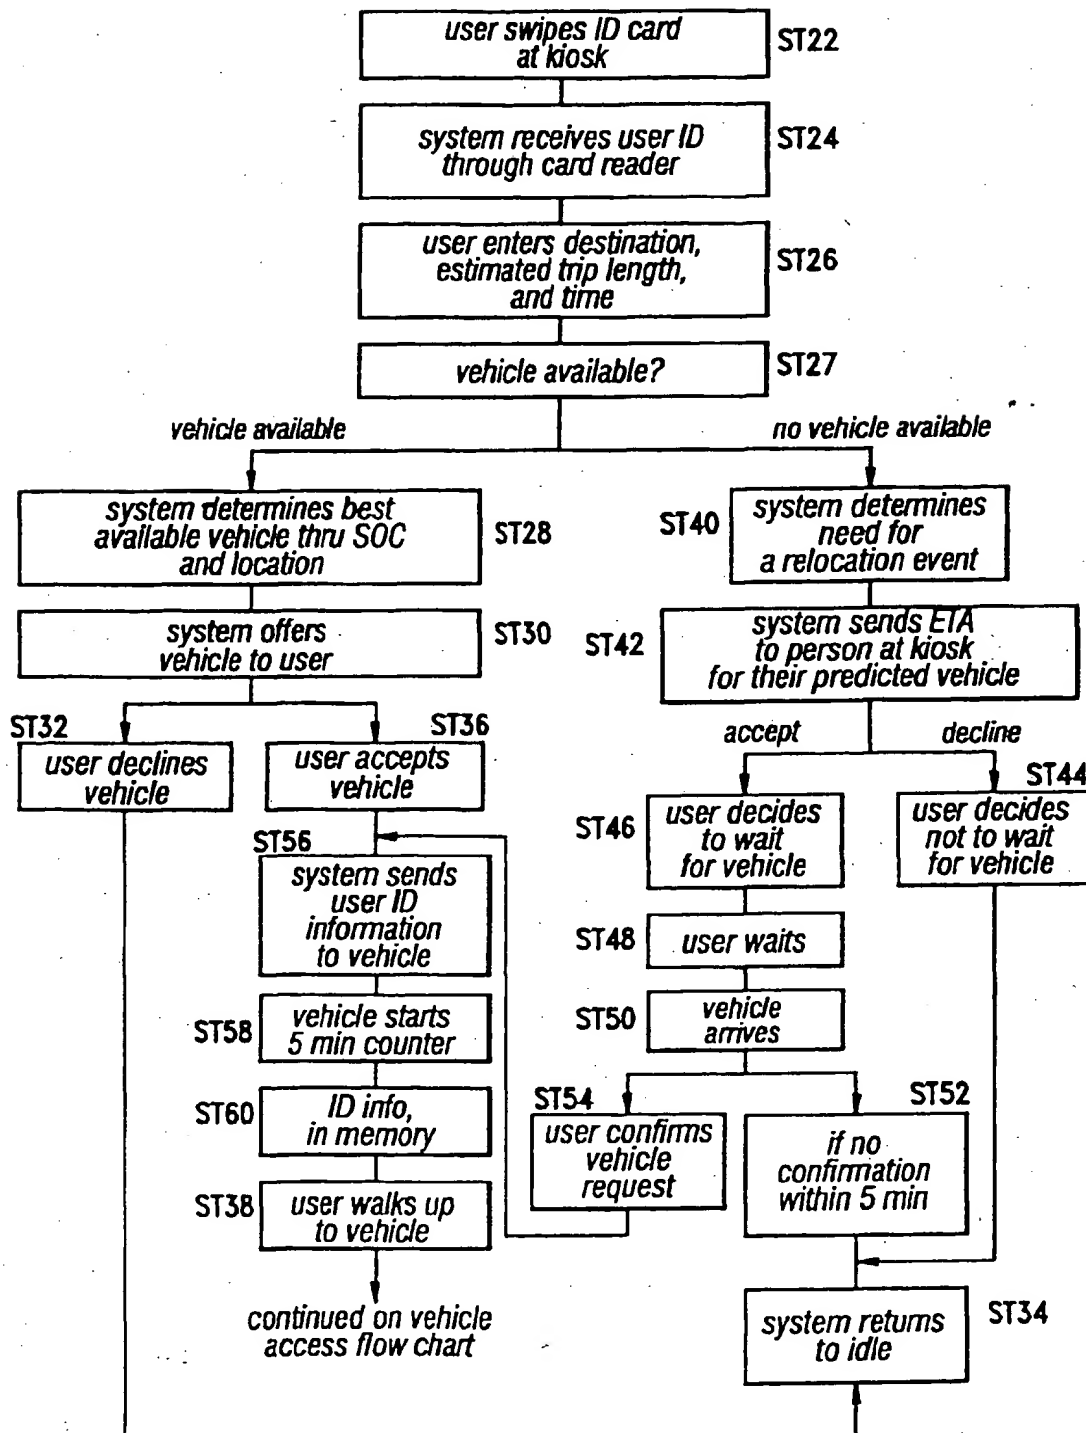 user swipes ID card
at kiosk
ST22
system receives user ID
through card reader
ST24
user enters destination,
estimated trip length,
and time
ST26
vehicle available?
ST27
vehicle available
no vehicle available
system determines best
available vehicle thru SOC
and location
ST28
ST40
system determines
need for
a relocation event
system offers
vehicle to user
ST30
ST42
system sends ETA
to person at kiosk
for their predicted vehicle
ST32
user declines
vehicle
ST36
user accepts
vehicle
accept
decline
ST46
user decides
to wait
for vehicle
ST44
user decides
not to wait
for vehicle
ST56
system sends
user ID
information
to vehicle
ST48
user waits
ST58
vehicle starts
5 min counter
ST50
vehicle
arrives
ST60
ID info,
in memory
ST54
user confirms
vehicle
request
ST52
if no
confirmation
within 5 min
ST38
user walks up
to vehicle
continued on vehicle
access flow chart
system returns
to idle
ST34